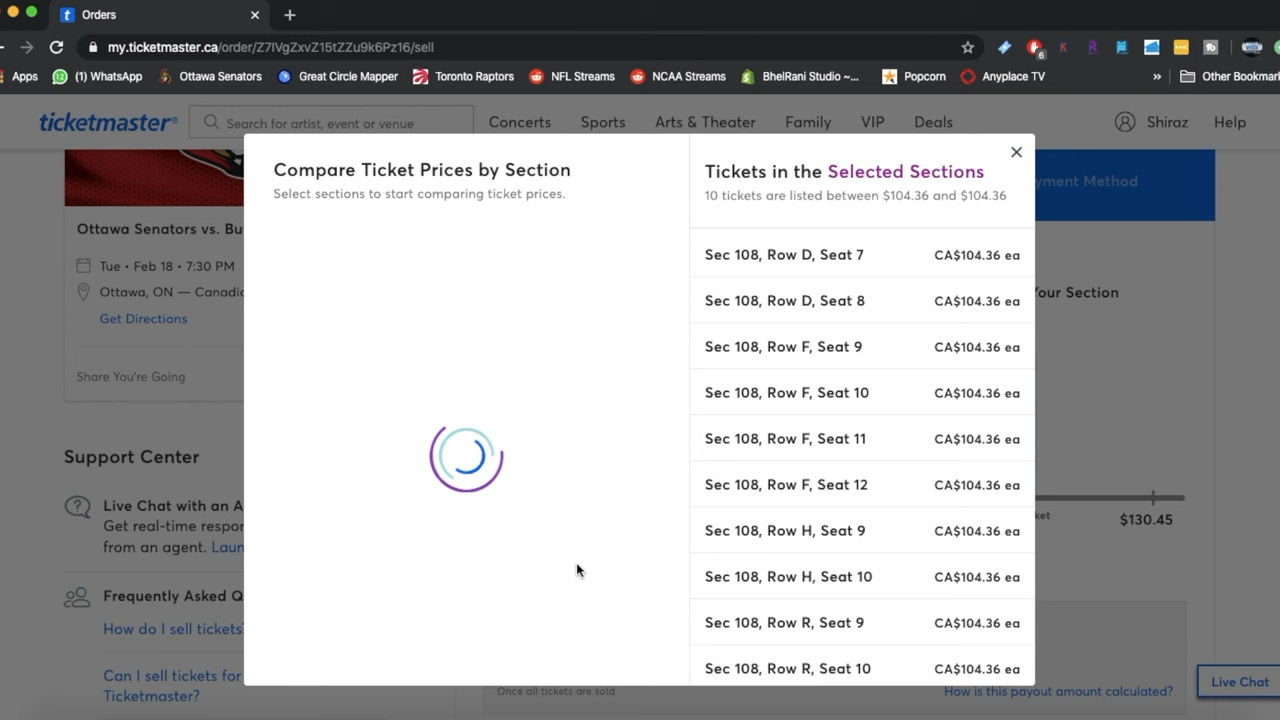 Orders
my.ticketmaster.ca/order/Z7IVgZxvZ15tZZu9k6Pz16/sell
6
K
R
Apps
(1) WhatsApp
Ottawa Senators
Great Circle Mapper
Toronto Raptors
NFL Streams
NCAA Streams
BhelRani Studio ~...
Popcorn
Anyplace TV
»
Other Bookmar
ticketmaster®
Search for artist, event or venue
Concerts
Sports
Arts & Theater
Family
VIP
Deals
Shiraz
Help
Compare Ticket Prices by Section
Select sections to start comparing ticket prices.
Tickets in the Selected Sections
10 tickets are listed between $104.36 and $104.36
Sec 108, Row D, Seat 7 CA$104.36 ea
Sec 108, Row D, Seat 8 CA$104.36 ea
Sec 108, Row F, Seat 9 CA$104.36 ea
Sec 108, Row F, Seat 10 CA$104.36 ea
Sec 108, Row F, Seat 11 CA$104.36 ea
Sec 108, Row F, Seat 12 CA$104.36 ea
Sec 108, Row H, Seat 9 CA$104.36 ea
Sec 108, Row H, Seat 10 CA$104.36 ea
Sec 108, Row R, Seat 9 CA$104.36 ea
Sec 108, Row R, Seat 10 CA$104.36 ea
yment Method
Ottawa Senators vs. Bu
Tue • Feb 18 • 7:30 PM
Ottawa, ON — Canadi
Get Directions
Share You're Going
Your Section
ket
$130.45
Support Center
Live Chat with an A
Get real-time respor
from an agent. Laun
Frequently Asked Q
How do I sell tickets
Can I sell tickets for
Ticketmaster?
Once all tickets are sold
How is this payout amount calculated?
Live Chat